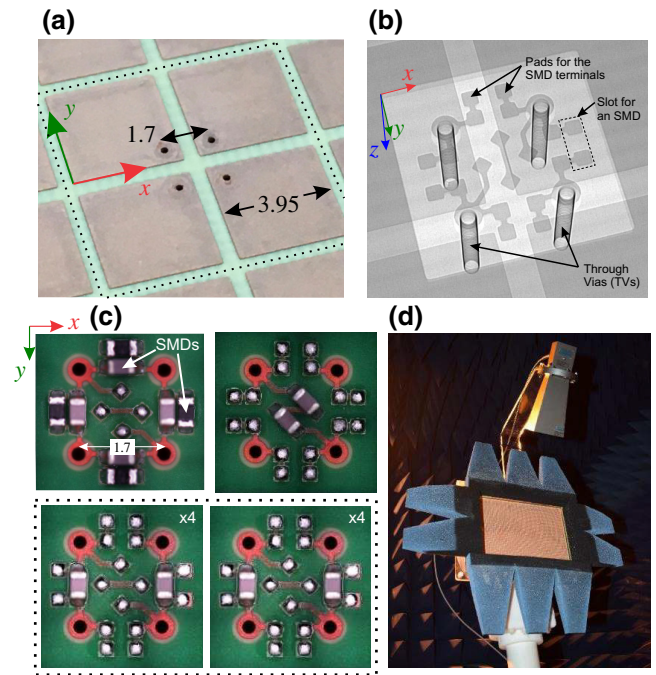 (a)
y
1.7
x
3.95
(b)
Pads for the
SMD terminals
x
Slot for
an SMD
y
z
Through
Vias (TVs)
(c)
x
y
SMDs
1.7
x4
x4
(d)